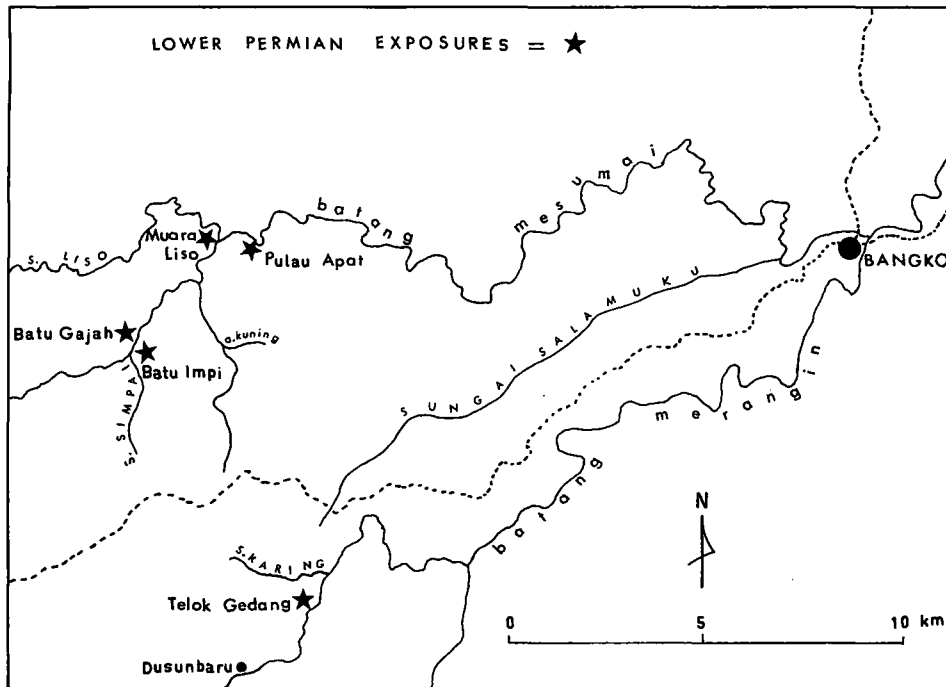 LOWER PERMIAN EXPOSURES = ★
batang
mesumai
Muara
Liso
S. LISO
Pulau Apat
BANGKO
SUNGAI SALAMUKU
Batu Gajah
a.kuning
Batu Impi
S. SIMPAI
batang merangin
N
S.KARING
Telok Gedang
0 5 10 km
Dusunbaru